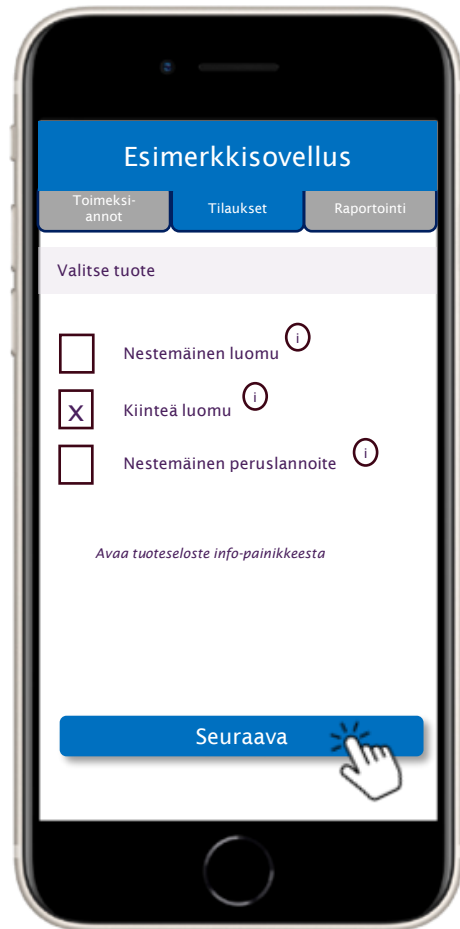 Esimerkkisovellus
Toimeksi-
annot
Tilaukset
Raportointi
Valitse tuote
Nestemäinen luomu i
x Kiinteä luomu i
Nestemäinen peruslannoite i
Avaa tuoteseloste info-painikkeesta
Seuraava